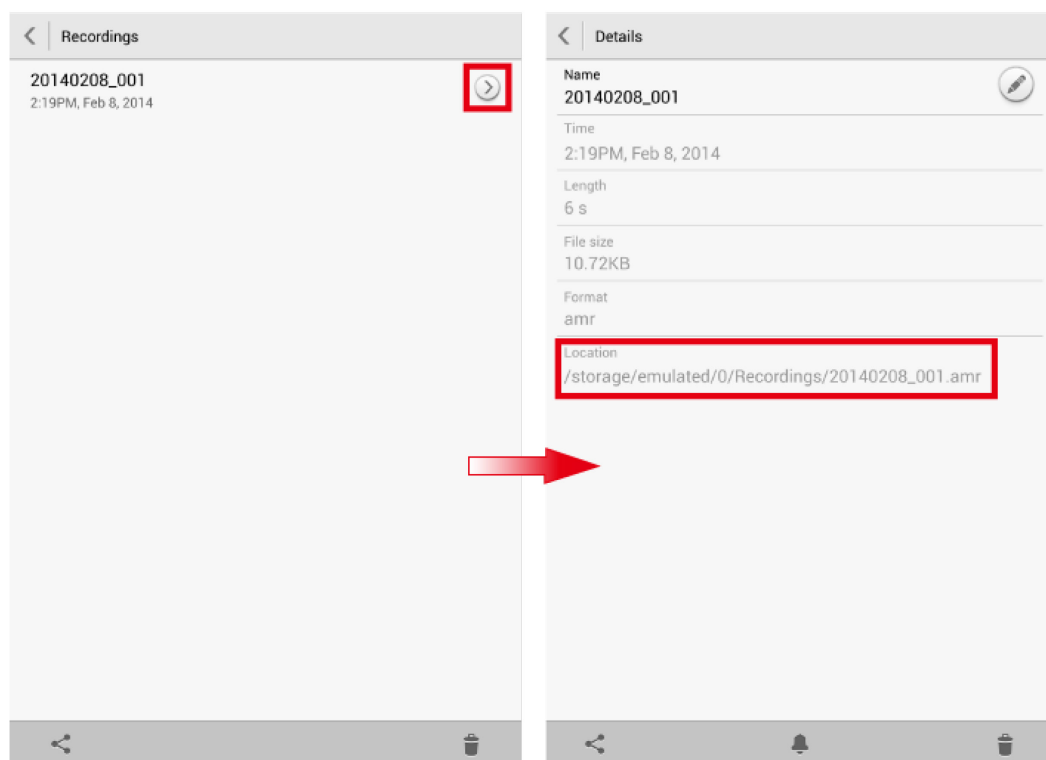 Recordings
20140208_001
2:19PM, Feb 8, 2014
Details
Name
20140208_001
Time
2:19PM, Feb 8, 2014
Length
6 s
File size
10.72KB
Format
amr
Location
/storage/emulated/0/Recordings/20140208_001.amr